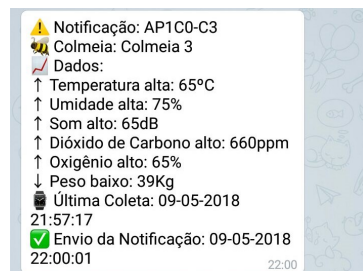 ⚠️ Notificação: AP1C0-C3
🐝 Colmeia: Colmeia 3
📈 Dados:
↑ Temperatura alta: 65ºC
↑ Umidade alta: 75%
↑ Som alto: 65dB
↑ Dióxido de Carbono alto: 660ppm
↑ Oxigênio alto: 65%
↓ Peso baixo: 39Kg
⌚ Última Coleta: 09-05-2018
21:57:17
✅ Envio da Notificação: 09-05-2018
22:00:01
22:00